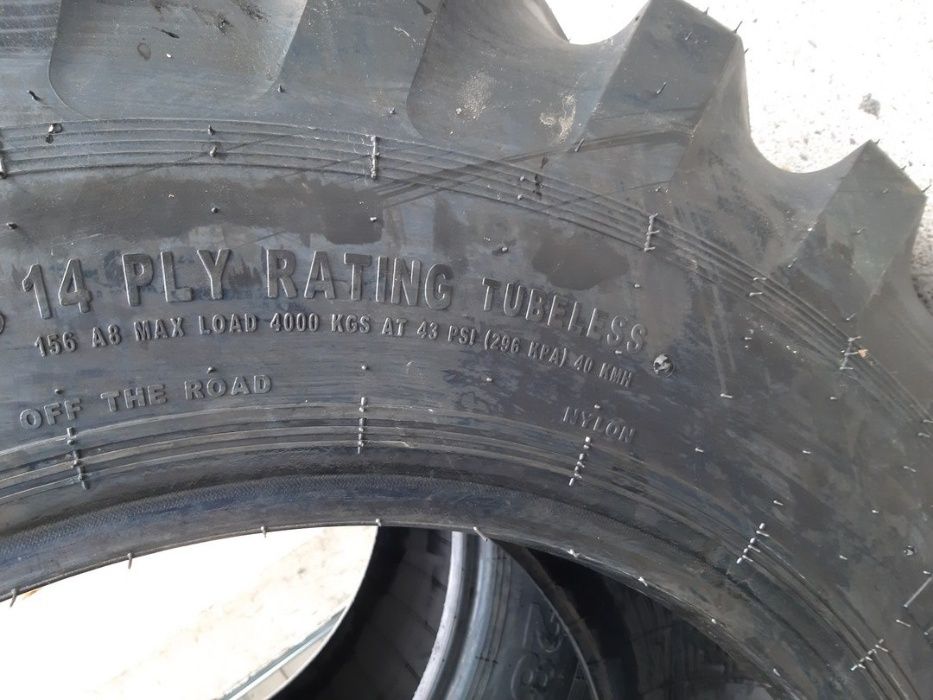 14 PLY RATING TUBELESS
156 A8 MAX LOAD 4000 KGS AT 43 PSI (296 KPA) 40 KMH
OFF THE ROAD
NYLON